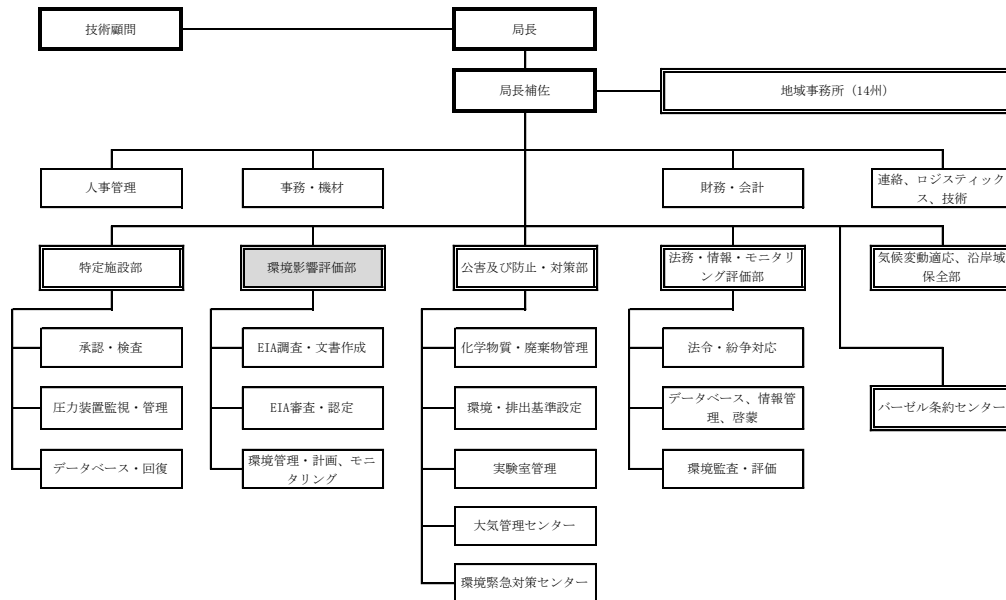 技術顧問
局長
局長補佐
地域事務所（14州）
人事管理
事務・機材
財務・会計
連絡、ロジスティック
ス、技術
特定施設部
環境影響評価部
公害及び防止・対策部
法務・情報・モニタリ
ング評価部
気候変動適応、沿岸域
保全部
承認・検査
EIA調査・文書作成
化学物質・廃棄物管理
法令・紛争対応
圧力装置監視・管理
EIA審査・認定
環境・排出基準設定
データベース、情報管
理、啓蒙
バーゼル条約センター
データベース・回復
環境管理・計画、モニ
タリング
実験室管理
環境監査・評価
大気管理センター
環境緊急対策センター